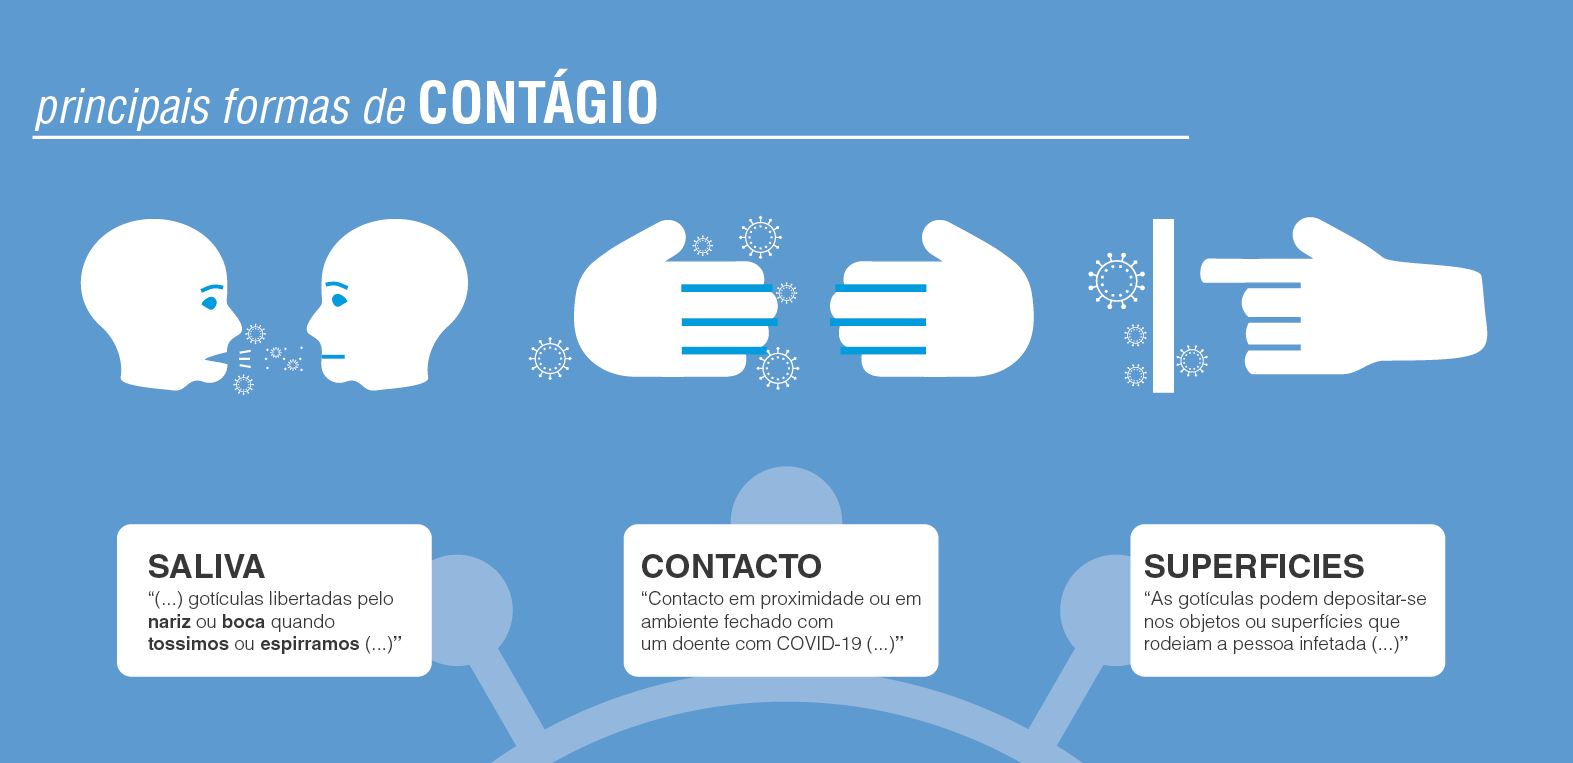 principais formas de CONTÁGIO
SALIVA
“(...) gotículas libertadas pelo
nariz ou boca quando
tossimos ou espirramos (...)”
CONTACTO
“Contacto em proximidade ou em
ambiente fechado com
um doente com COVID-19 (...)”
SUPERFICIES
“As gotículas podem depositar-se
nos objetos ou superfícies que
rodeiam a pessoa infetada (...)”